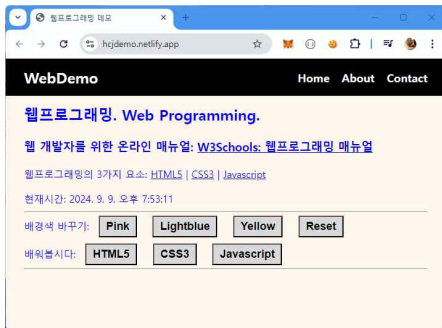 웹프로그래밍 데모
hcjdemo.netlify.app
WebDemo Home About Contact
웹프로그래밍. Web Programming.
웹 개발자를 위한 온라인 매뉴얼: W3Schools: 웹프로그래밍 매뉴얼
웹프로그래밍의 3가지 요소: HTML5 | CSS3 | Javascript
현재시간: 2024. 9. 9. 오후 7:53:11
배경색 바꾸기: Pink Lightblue Yellow Reset
배워봅시다: HTML5 CSS3 Javascript